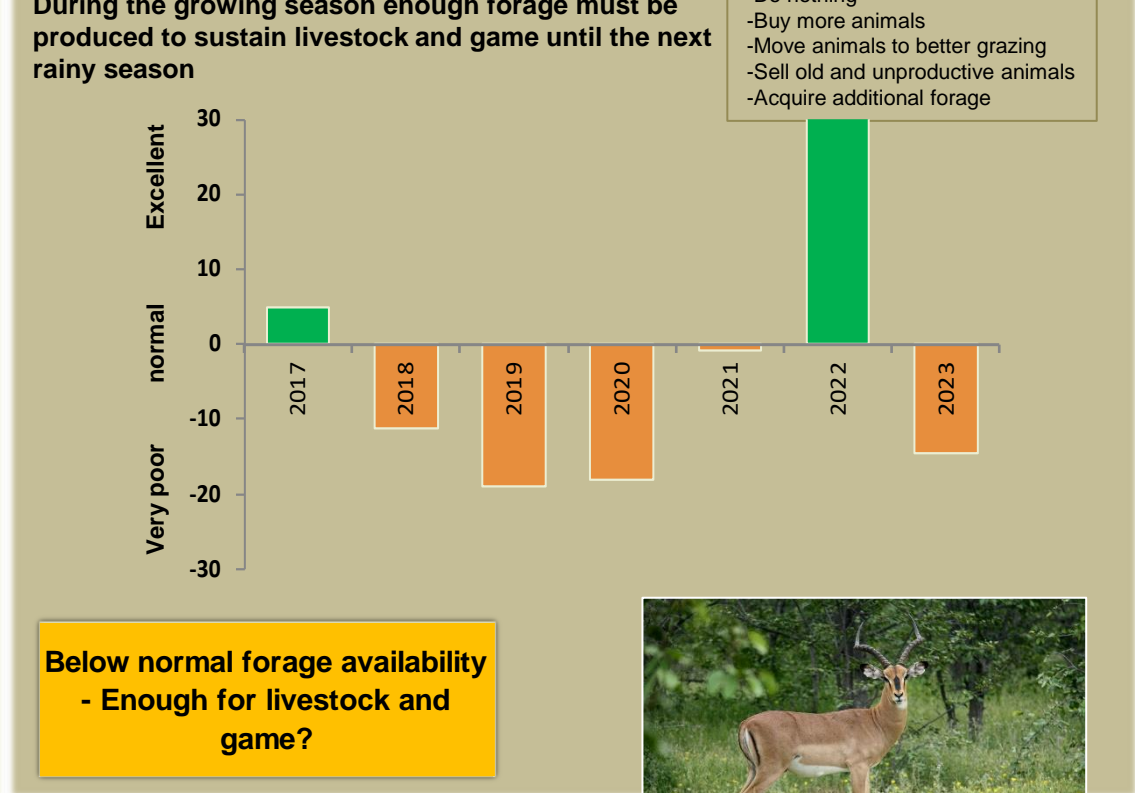 During the growing season enough forage must be
produced to sustain livestock and game until the next
rainy season
-Do nothing
-Buy more animals
-Move animals to better grazing
-Sell old and unproductive animals
-Acquire additional forage
Excellent
normal
Very poor
30
20
10
0
-10
-20
-30
2017
2018
2019
2020
2021
2022
2023
Below normal forage availability
- Enough for livestock and
game?